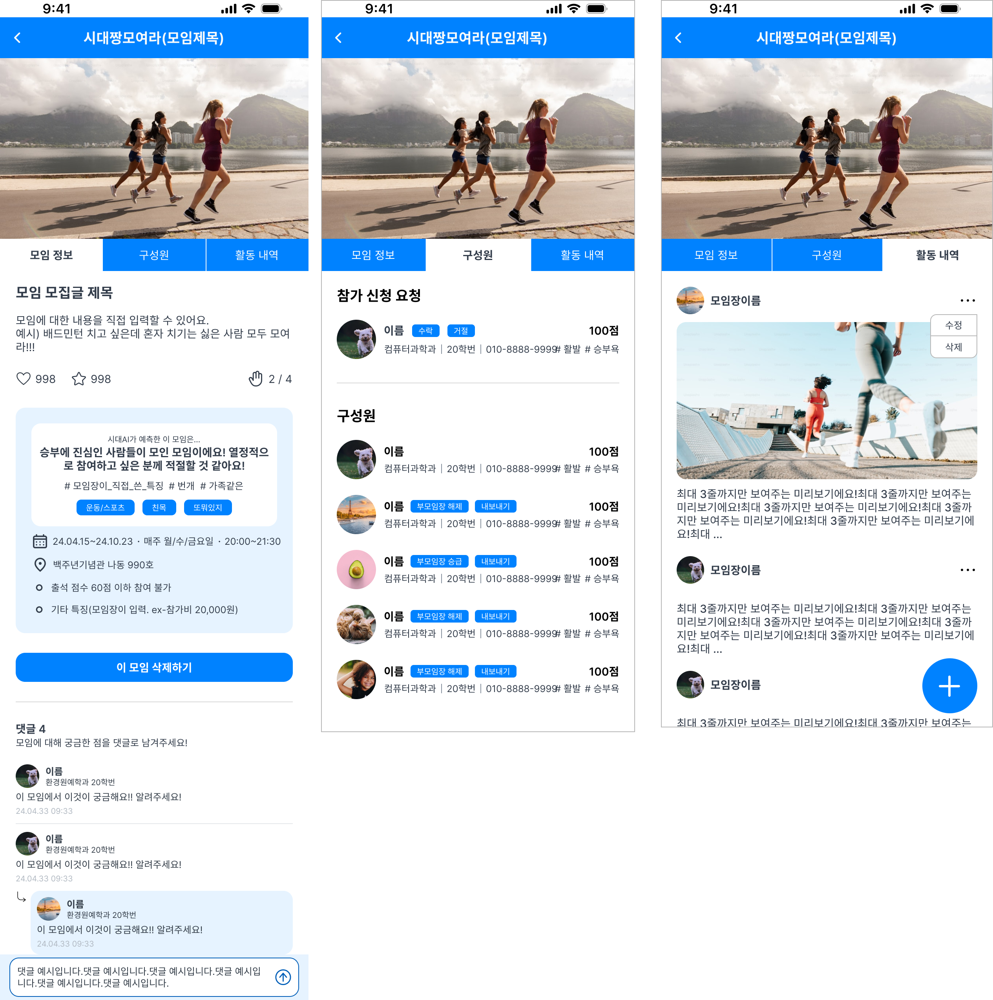 9:41
시대짱모여라(모임제목)
모임 정보
구성원
활동 내역
모임 모집글 제목
모임에 대한 내용을 직접 입력할 수 있어요.
예시) 배드민턴 치고 싶은데 혼자 치기는 싫은 사람 모두 모여
라!!!
998
998
2 / 4
시대AI가 예측한 이 모임은...
승부에 진심인 사람들이 모인 모임이에요! 열정적으
로 참여하고 싶은 분께 적절할 것 같아요!
# 모임장이_직접_쓴_특징 # 번개 # 가족같은
운동/스포츠
친목
또뭐있지
24.04.15~24.10.23 · 매주 월/수/금요일 · 20:00~21:30
백주년기념관 나동 990호
출석 점수 60점 이하 참여 불가
기타 특징(모임장이 입력. ex-참가비 20,000원)
이 모임 삭제하기
댓글 4
모임에 대해 궁금한 점을 댓글로 남겨주세요!
이름
환경원예학과 20학번
이 모임에서 이것이 궁금해요!! 알려주세요!
24.04.33 09:33
이름
환경원예학과 20학번
이 모임에서 이것이 궁금해요!! 알려주세요!
24.04.33 09:33
이름
환경원예학과 20학번
이 모임에서 이것이 궁금해요!! 알려주세요!
24.04.33 09:33
댓글 예시입니다.댓글 예시입니다.댓글 예시입니다.댓글 예시입
니다.댓글 예시입니다.댓글 예시입니다.
9:41
시대짱모여라(모임제목)
모임 정보
구성원
활동 내역
참가 신청 요청
이름 수락 거절 100점
컴퓨터과학과 | 20학번 | 010-8888-9999 # 활발 # 승부욕
구성원
이름 100점
컴퓨터과학과 | 20학번 | 010-8888-9999 # 활발 # 승부욕
이름 부모임장 해제 내보내기 100점
컴퓨터과학과 | 20학번 | 010-8888-9999 # 활발 # 승부욕
이름 부모임장 승급 내보내기 100점
컴퓨터과학과 | 20학번 | 010-8888-9999 # 활발 # 승부욕
이름 부모임장 해제 내보내기 100점
컴퓨터과학과 | 20학번 | 010-8888-9999 # 활발 # 승부욕
이름 부모임장 해제 내보내기 100점
컴퓨터과학과 | 20학번 | 010-8888-9999 # 활발 # 승부욕
9:41
시대짱모여라(모임제목)
모임 정보
구성원
활동 내역
모임장이름
수정
삭제
최대 3줄까지만 보여주는 미리보기에요!최대 3줄까지만 보여주는
미리보기에요!최대 3줄까지만 보여주는 미리보기에요!최대 3줄까
지만 보여주는 미리보기에요!최대 3줄까지만 보여주는 미리보기에
요!최대 ...
모임장이름
최대 3줄까지만 보여주는 미리보기에요!최대 3줄까지만 보여주는
미리보기에요!최대 3줄까지만 보여주는 미리보기에요!최대 3줄까
지만 보여주는 미리보기에요!최대 3줄까지만 보여주는 미리보기에
요!최대 ...
모임장이름
최대 3줄까지만 보여주는 미리보기에요!최대 3줄까지만 보여주는